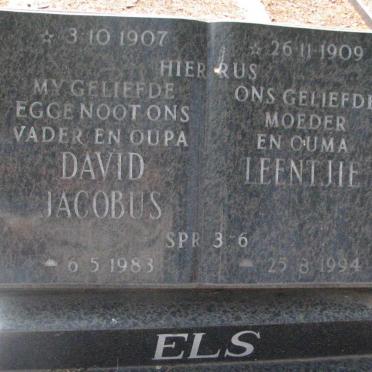 ☆ 3·10 1907
☆ 26·11·1909
HIER RUS
MY GELIEFDE
EGGENOOT ONS
VADER EN OUPA
DAVID
JACOBUS
ONS GELIEFDE
MOEDER
EN OUMA
LEENTJIE
SPR 3-6
6·5·1983
25·8·1994
ELS